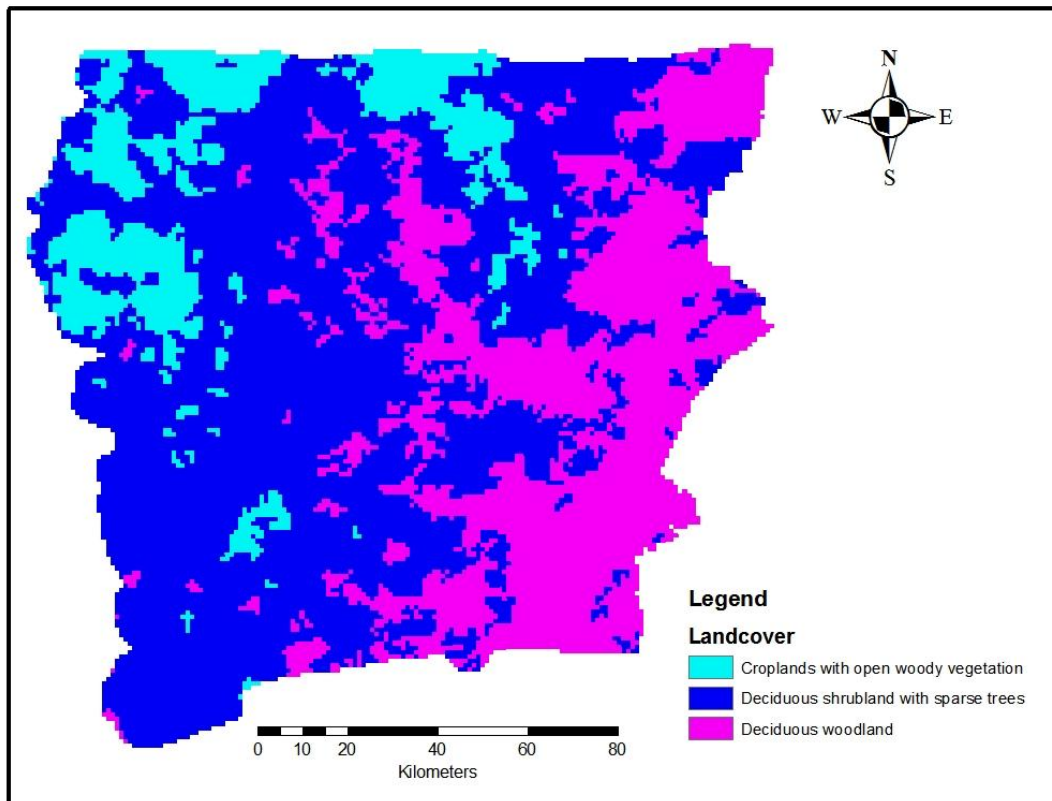 N
W E
S
Legend
Landcover
Croplands with open woody vegetation
Deciduous shrubland with sparse trees
Deciduous woodland
0 10 20 40 60 80
Kilometers